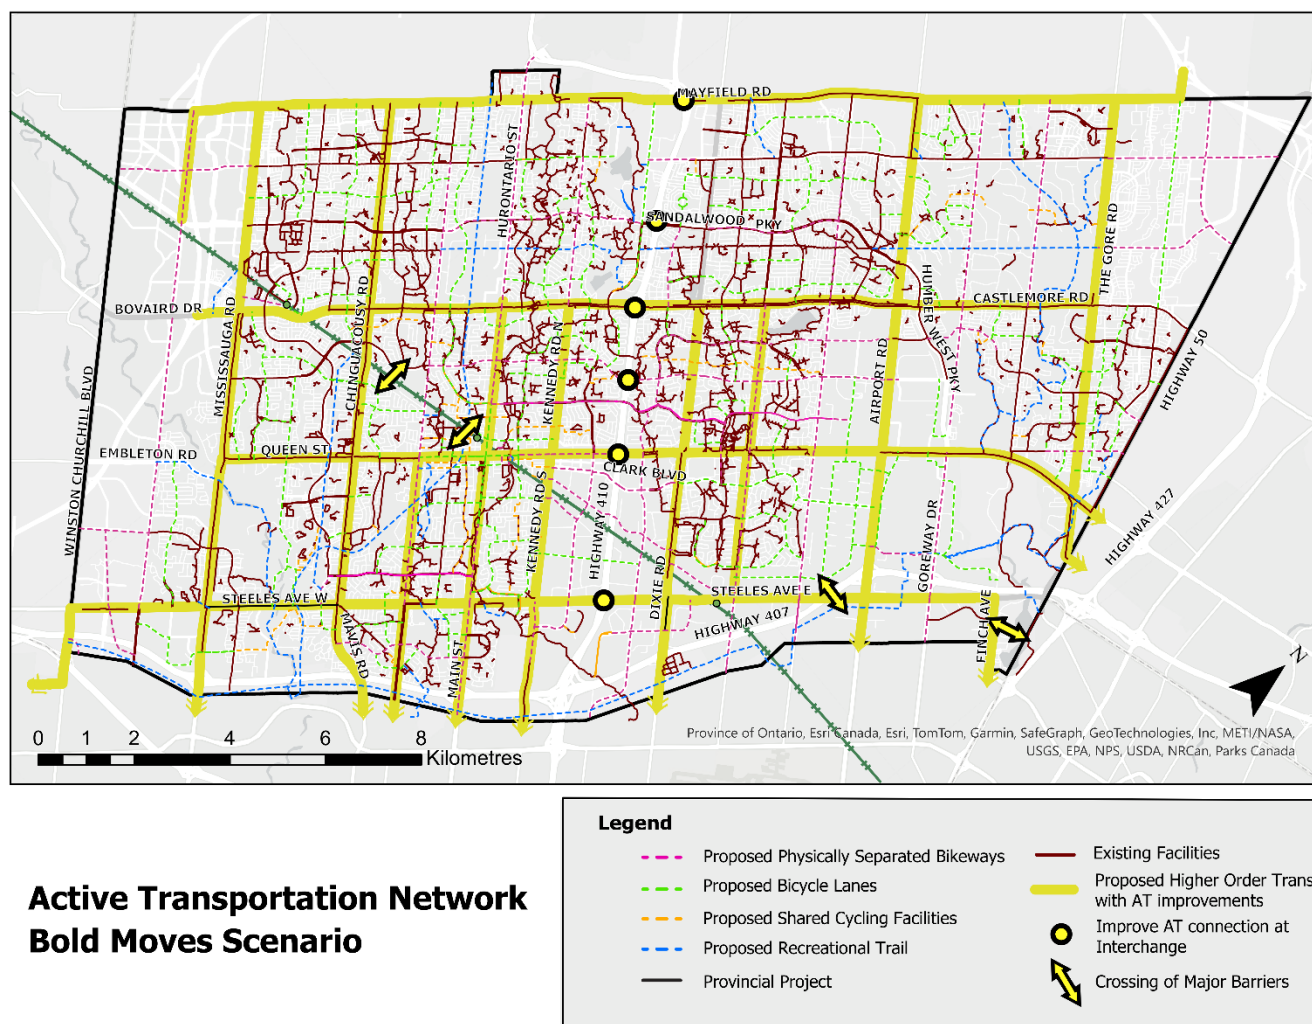 MAYFIELD RD
HURONTARIO ST
SANDALWOOD PKY
THE GORE RD
HUMBER WEST PKY
CASTLEMORE RD
BOVAIRD DR
MISSISSAUGA RD
CHINGUACOUSY RD
KENNEDY RD N
AIRPORT RD
HIGHWAY 50
WINSTON CHURCHILL BLVD
EMBLETON RD
QUEEN ST
CLARK BLVD
KENNEDY RD S
HIGHWAY 410
DIXIE RD
GOREWAY DR
HIGHWAY 427
STEELES AVE W
STEELES AVE E
HIGHWAY 407
MAVIS RD
MAIN ST
FINCH AVE
N
0 1 2 4 6 8
Kilometres
Province of Ontario, Esri Canada, Esri, TomTom, Garmin, SafeGraph, GeoTechnologies, Inc, METI/NASA,
USGS, EPA, NPS, USDA, NRCan, Parks Canada
Active Transportation Network
Bold Moves Scenario
Legend
Proposed Physically Separated Bikeways
Proposed Bicycle Lanes
Proposed Shared Cycling Facilities
Proposed Recreational Trail
Provincial Project
Existing Facilities
Proposed Higher Order Trans
with AT improvements
Improve AT connection at
Interchange
Crossing of Major Barriers